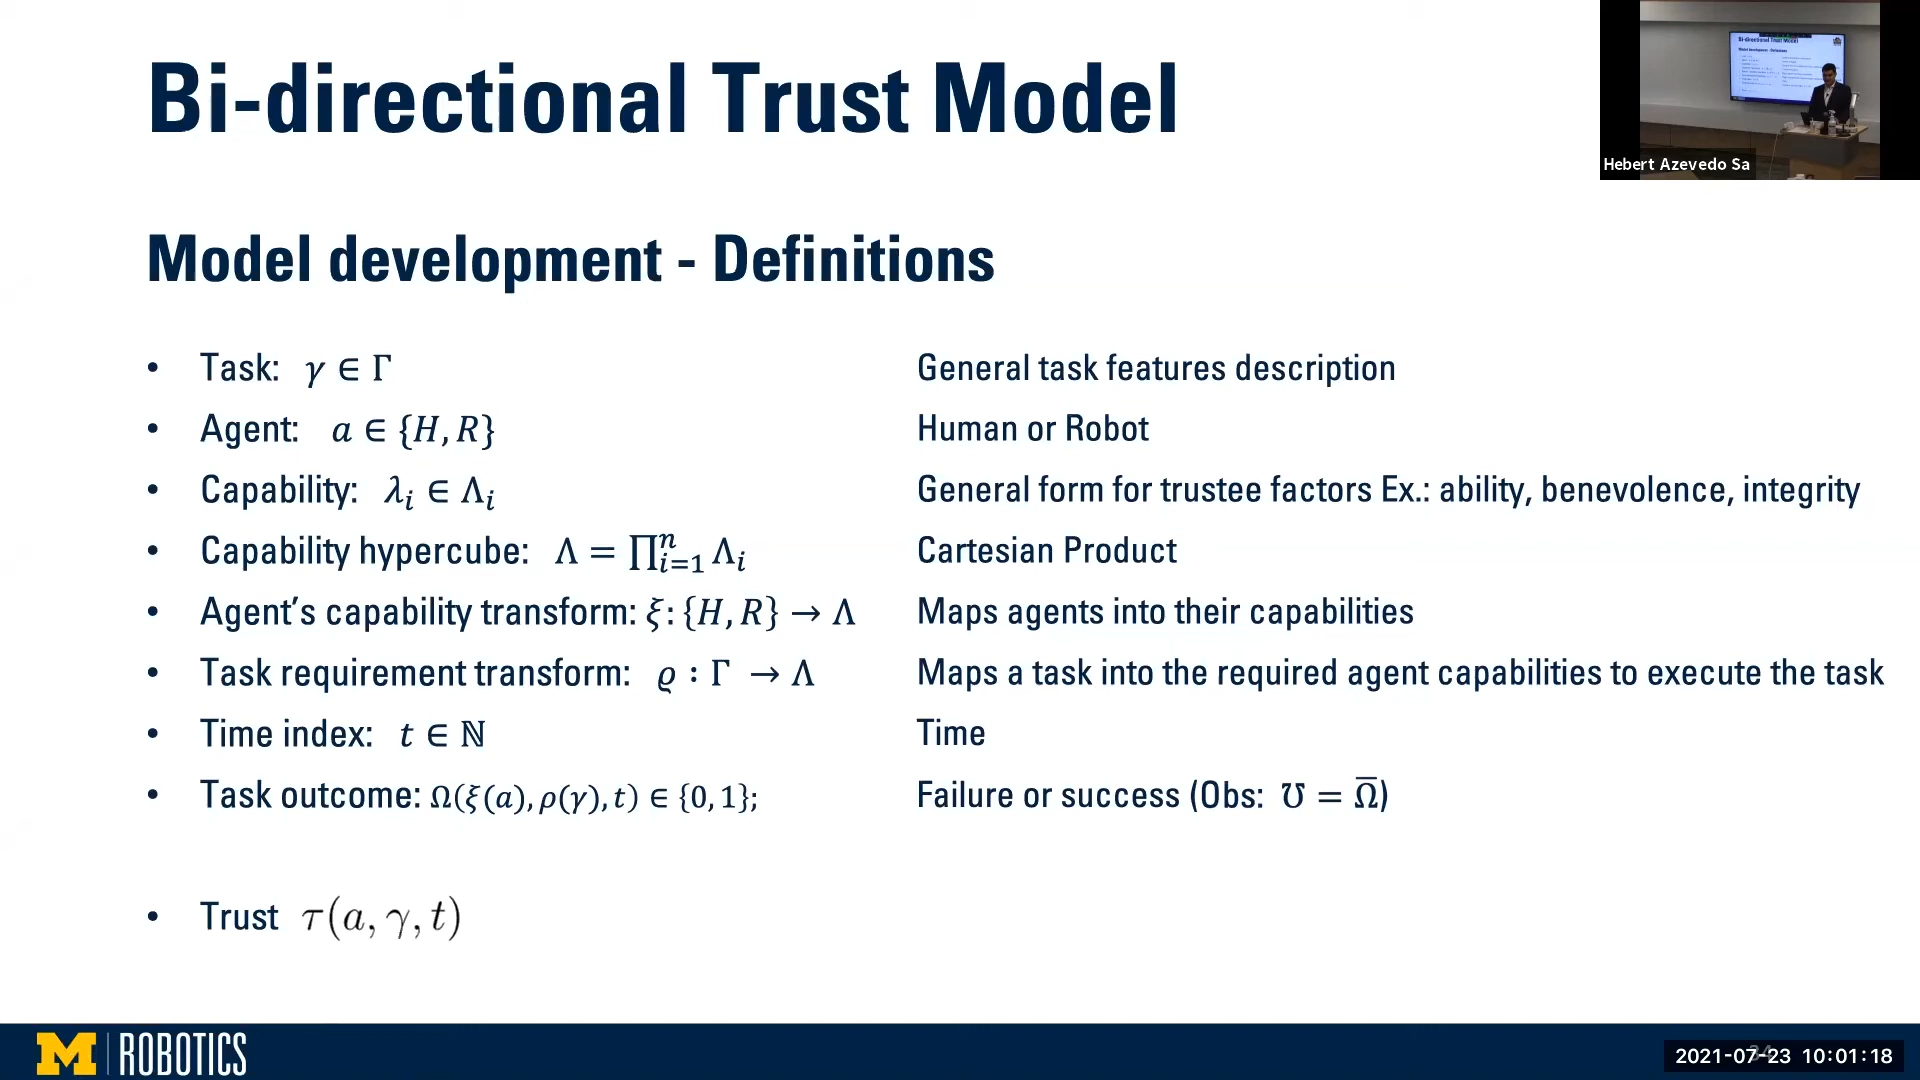 Bi-directional Trust Model
Hebert Azevedo Sa
Model development - Definitions
• Task: γ ∈ Γ General task features description
• Agent: a ∈ {H, R} Human or Robot
• Capability: λᵢ ∈ Λᵢ General form for trustee factors Ex.: ability, benevolence, integrity
• Capability hypercube: Λ = ∏ⁿᵢ₌₁ Λᵢ Cartesian Product
• Agent’s capability transform: ξ: {H, R} → Λ Maps agents into their capabilities
• Task requirement transform: ϱ : Γ → Λ Maps a task into the required agent capabilities to execute the task
• Time index: t ∈ ℕ Time
• Task outcome: Ω(ξ(a), ρ(γ), t) ∈ {0, 1}; Failure or success (Obs: ℧ = Ω̅)
• Trust τ(a, γ, t)
M ROBOTICS
2021-07-23 10:01:18